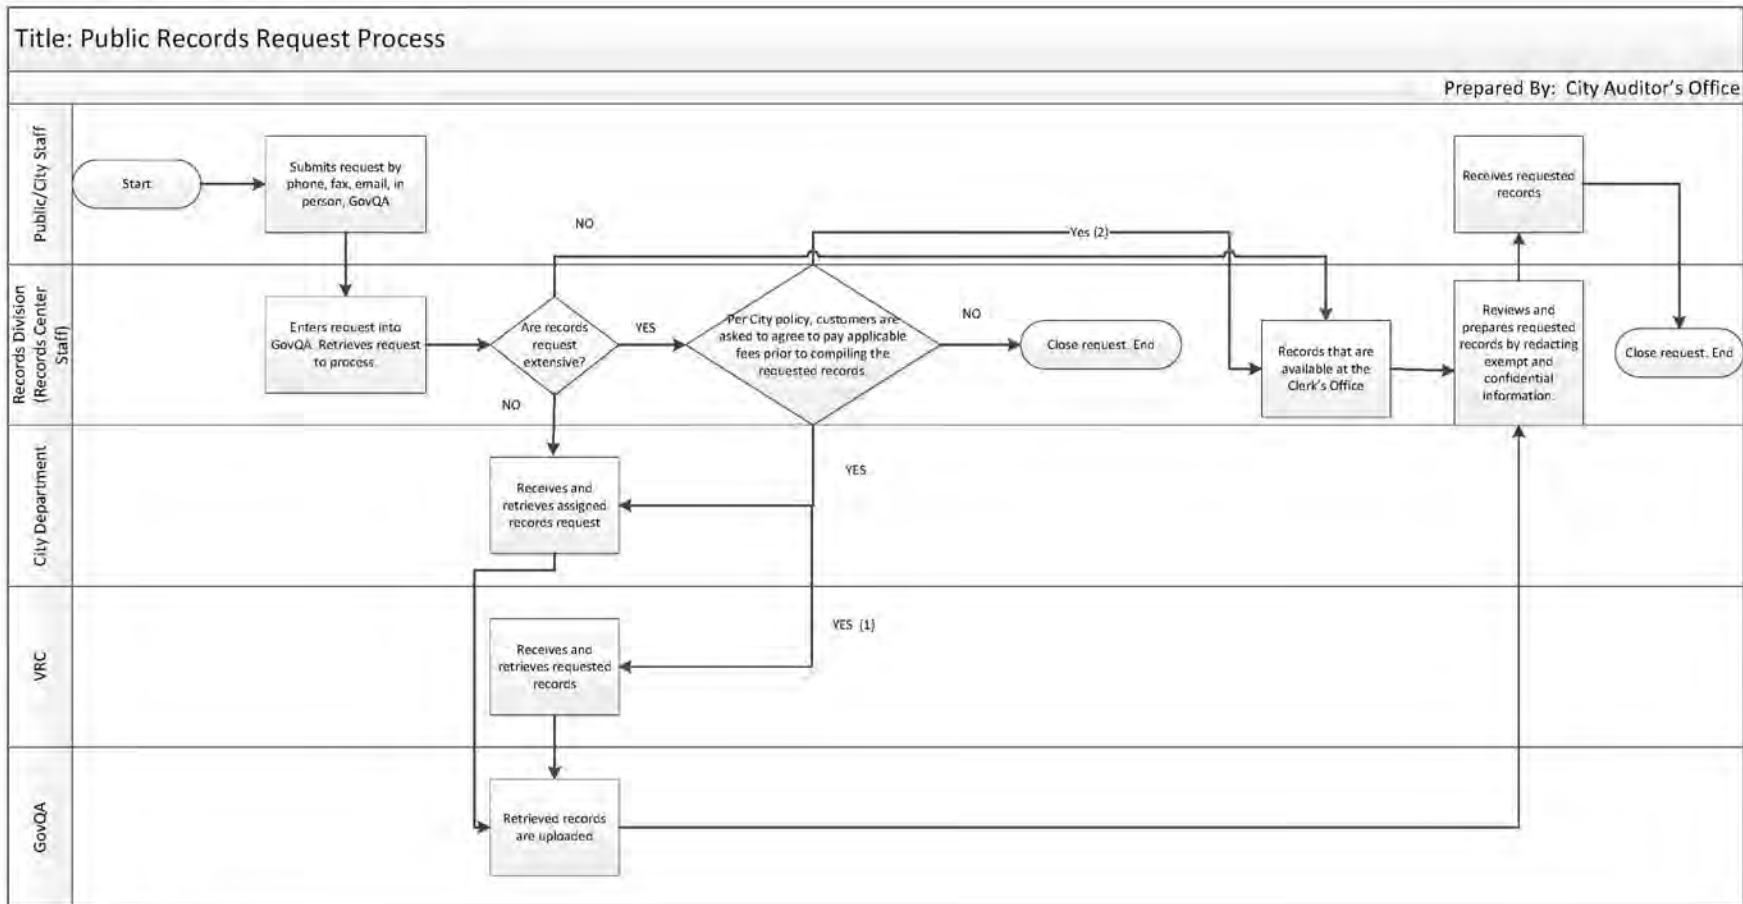 Title: Public Records Request Process
Prepared By: City Auditor's Office
Public/City Staff
Start
Submits request by
phone, fax, email, in
person, GovQA
Receives requested
records
NO
Yes (2)
Records Division
(Records Center
Staff)
Enters request into
GovQA. Retrieves request
to process.
Are records
request
extensive?
YES
Per City policy, customers are
asked to agree to pay applicable
fees prior to compiling the
requested records
NO
Close request. End
Records that are
available at the
Clerk's Office
Reviews and
prepares requested
records by redacting
exempt and
confidential
information.
Close request. End
NO
City Department
Receives and
retrieves assigned
records request
YES
VRC
Receives and
retrieves requested
records
YES (1)
GovQA
Retrieved records
are uploaded